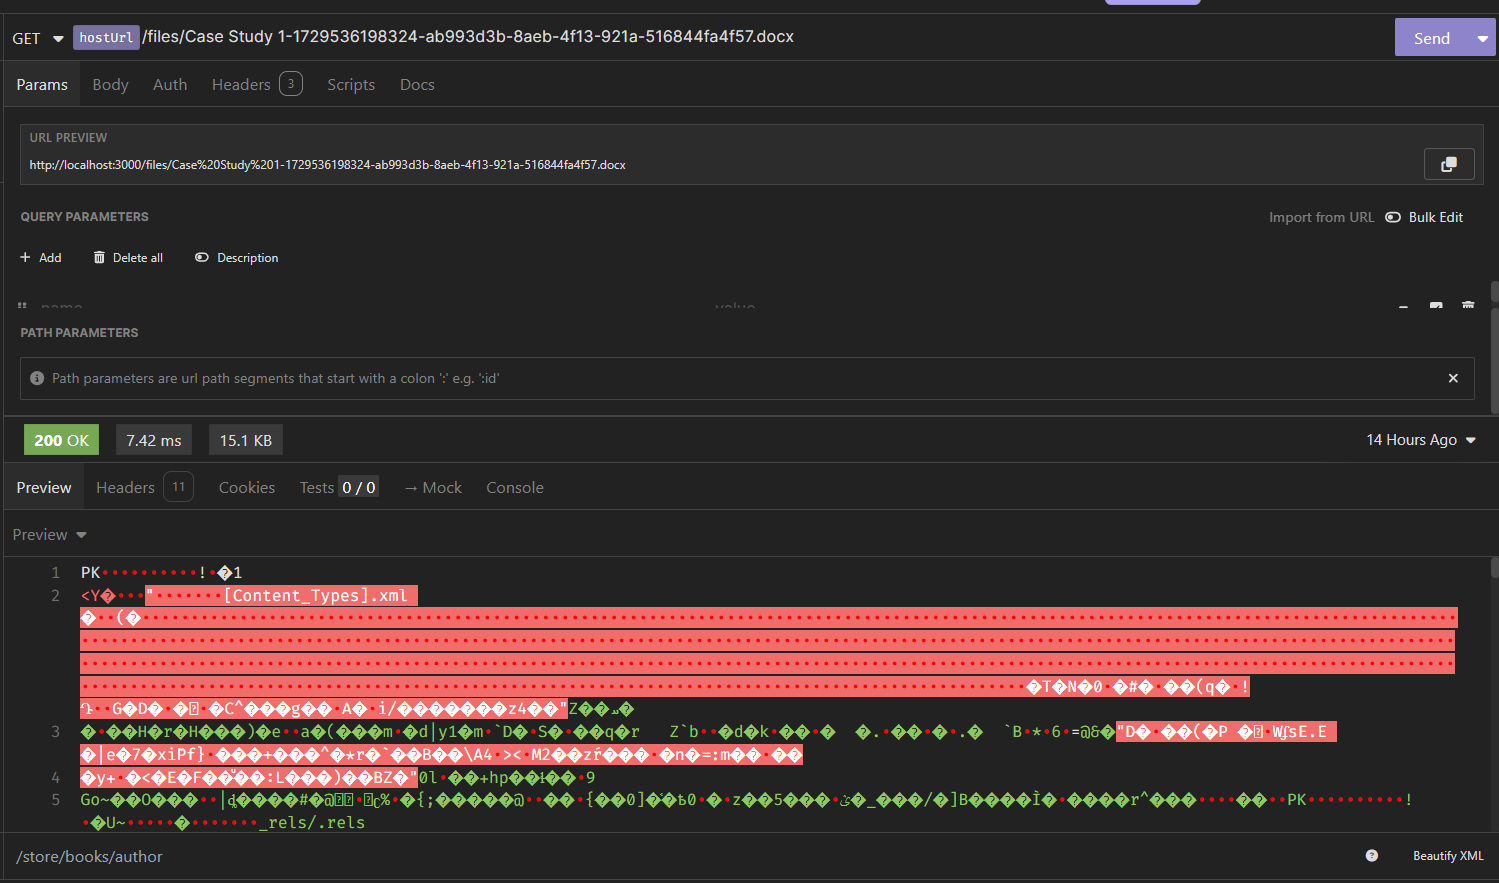 GET hostUrl /files/Case Study 1-1729536198324-ab993d3b-8aeb-4f13-921a-516844fa4f57.docx Send
Params Body Auth Headers 3 Scripts Docs
URL PREVIEW
http://localhost:3000/files/Case%20Study%201-1729536198324-ab993d3b-8aeb-4f13-921a-516844fa4f57.docx
QUERY PARAMETERS Import from URL Bulk Edit
+ Add Delete all Description
name value
PATH PARAMETERS
Path parameters are url path segments that start with a colon ':' e.g. ':id'
200 OK 7.42 ms 15.1 KB 14 Hours Ago
Preview Headers 11 Cookies Tests 0 / 0 → Mock Console
Preview
1 PK··········!·�1
2 <Y�···"·······[Content_Types].xml
�··(�
�T�N�0·�#�·��(q�·!
3
4
5
_rels/.rels
/store/books/author Beautify XML